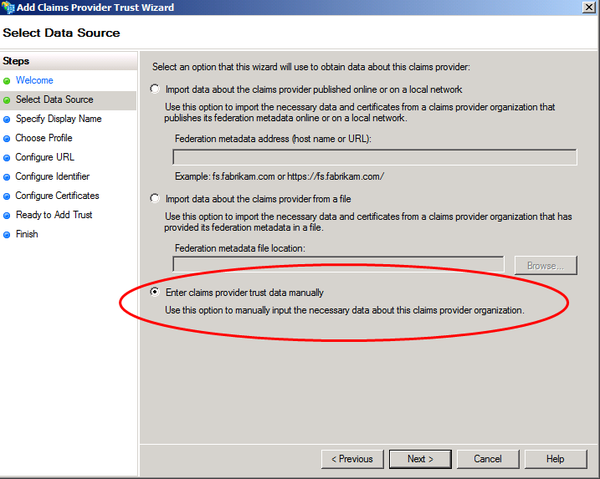 Add Claims Provider Trust Wizard
Select Data Source
Steps
Welcome
Select Data Source
Specify Display Name
Choose Profile
Configure URL
Configure Identifier
Configure Certificates
Ready to Add Trust
Finish
Select an option that this wizard will use to obtain data about this claims provider:
Import data about the claims provider published online or on a local network
Use this option to import the necessary data and certificates from a claims provider organization that
publishes its federation metadata online or on a local network.
Federation metadata address (host name or URL):
Example: fs.fabrikam.com or https://fs.fabrikam.com/
Import data about the claims provider from a file
Use this option to import the necessary data and certificates from a claims provider organization that has
provided its federation metadata in a file.
Federation metadata file location:
Browse...
Enter claims provider trust data manually
Use this option to manually input the necessary data about this claims provider organization.
< Previous
Next >
Cancel
Help